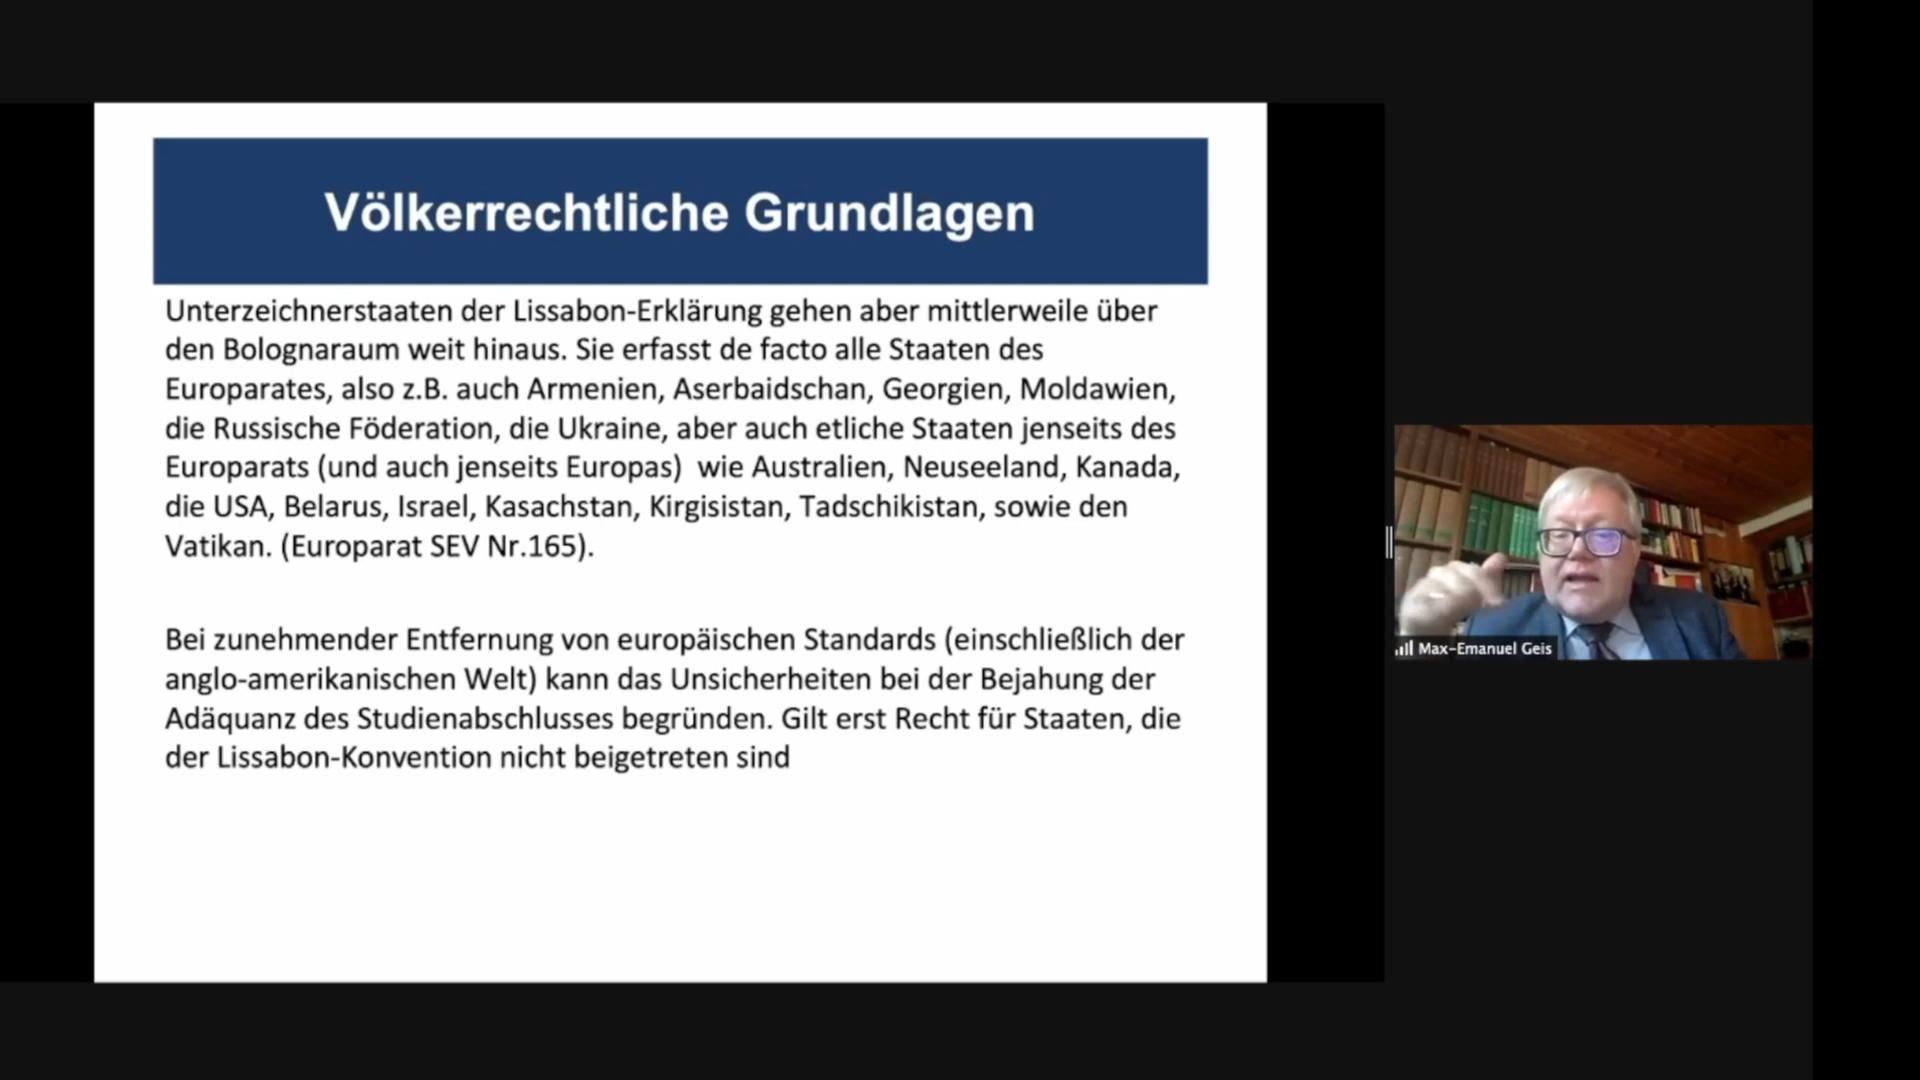 Völkerrechtliche Grundlagen
Unterzeichnerstaaten der Lissabon-Erklärung gehen aber mittlerweile über
den Bolognaraum weit hinaus. Sie erfasst de facto alle Staaten des
Europarates, also z.B. auch Armenien, Aserbaidschan, Georgien, Moldawien,
die Russische Föderation, die Ukraine, aber auch etliche Staaten jenseits des
Europarats (und auch jenseits Europas)  wie Australien, Neuseeland, Kanada,
die USA, Belarus, Israel, Kasachstan, Kirgisistan, Tadschikistan, sowie den
Vatikan. (Europarat SEV Nr.165).
Bei zunehmender Entfernung von europäischen Standards (einschließlich der
anglo-amerikanischen Welt) kann das Unsicherheiten bei der Bejahung der
Adäquanz des Studienabschlusses begründen. Gilt erst Recht für Staaten, die
der Lissabon-Konvention nicht beigetreten sind
Max-Emanuel Geis